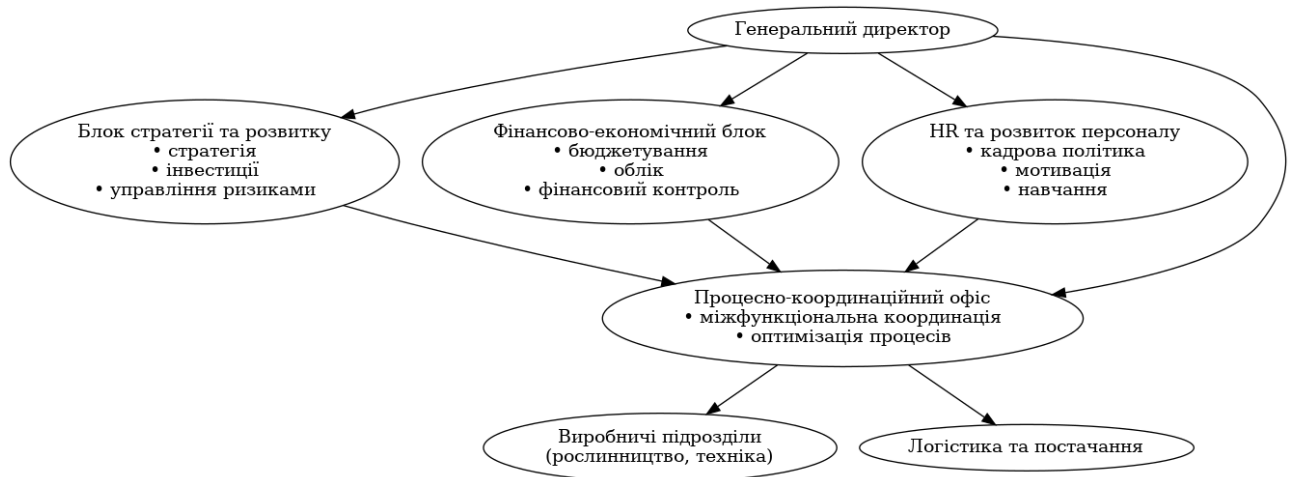 Генеральний директор
Блок стратегії та розвитку
• стратегія
• інвестиції
• управління ризиками
Фінансово-економічний блок
• бюджетування
• облік
• фінансовий контроль
HR та розвиток персоналу
• кадрова політика
• мотивація
• навчання
Процесно-координаційний офіс
• міжфункціональна координація
• оптимізація процесів
Виробничі підрозділи
(рослинництво, техніка)
Логістика та постачання